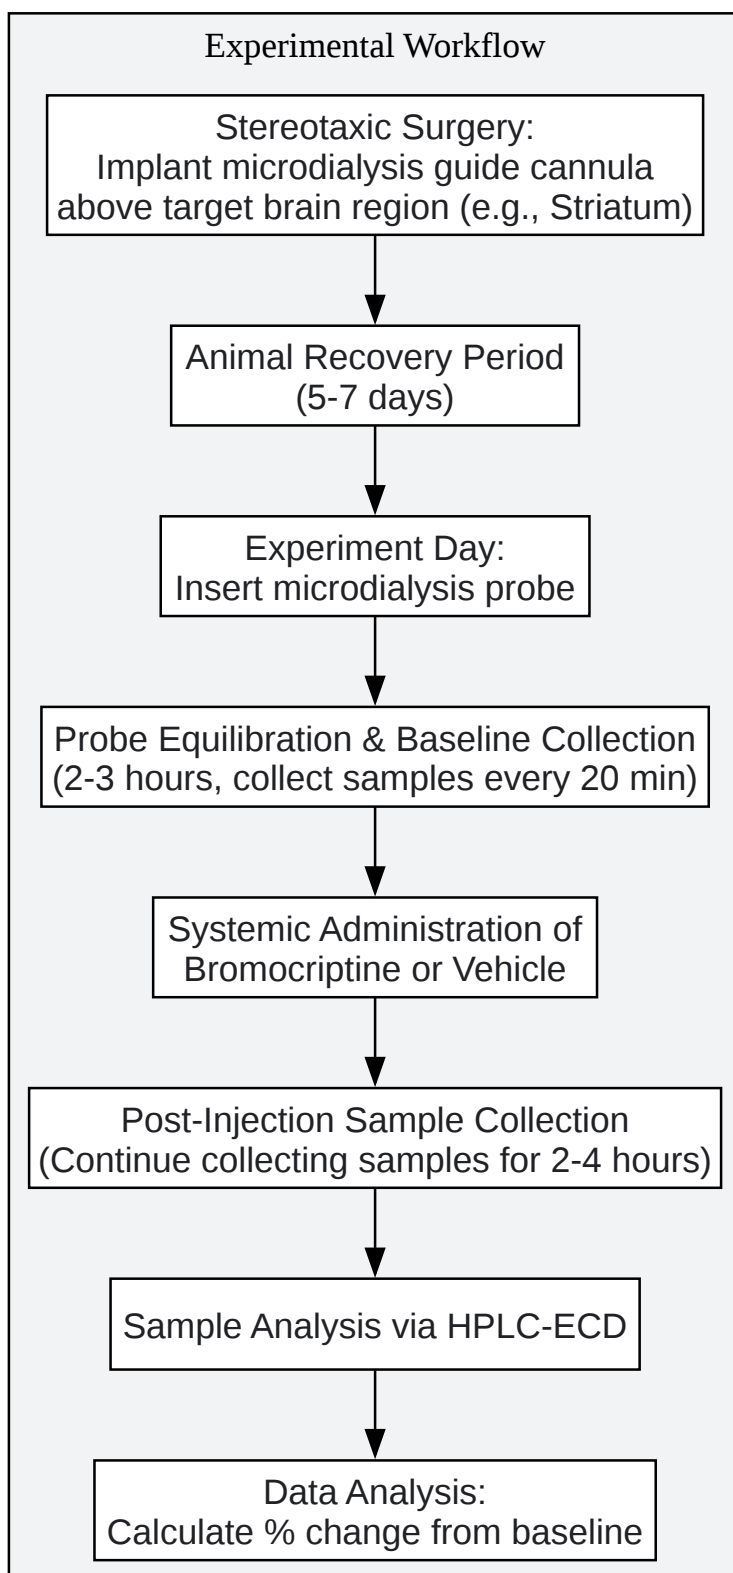 Experimental Workflow
Stereotaxic Surgery:
Implant microdialysis guide cannula
above target brain region (e.g., Striatum)
Animal Recovery Period
(5-7 days)
Experiment Day:
Insert microdialysis probe
Probe Equilibration & Baseline Collection
(2-3 hours, collect samples every 20 min)
Systemic Administration of
Bromocriptine or Vehicle
Post-Injection Sample Collection
(Continue collecting samples for 2-4 hours)
Sample Analysis via HPLC-ECD
Data Analysis:
Calculate % change from baseline